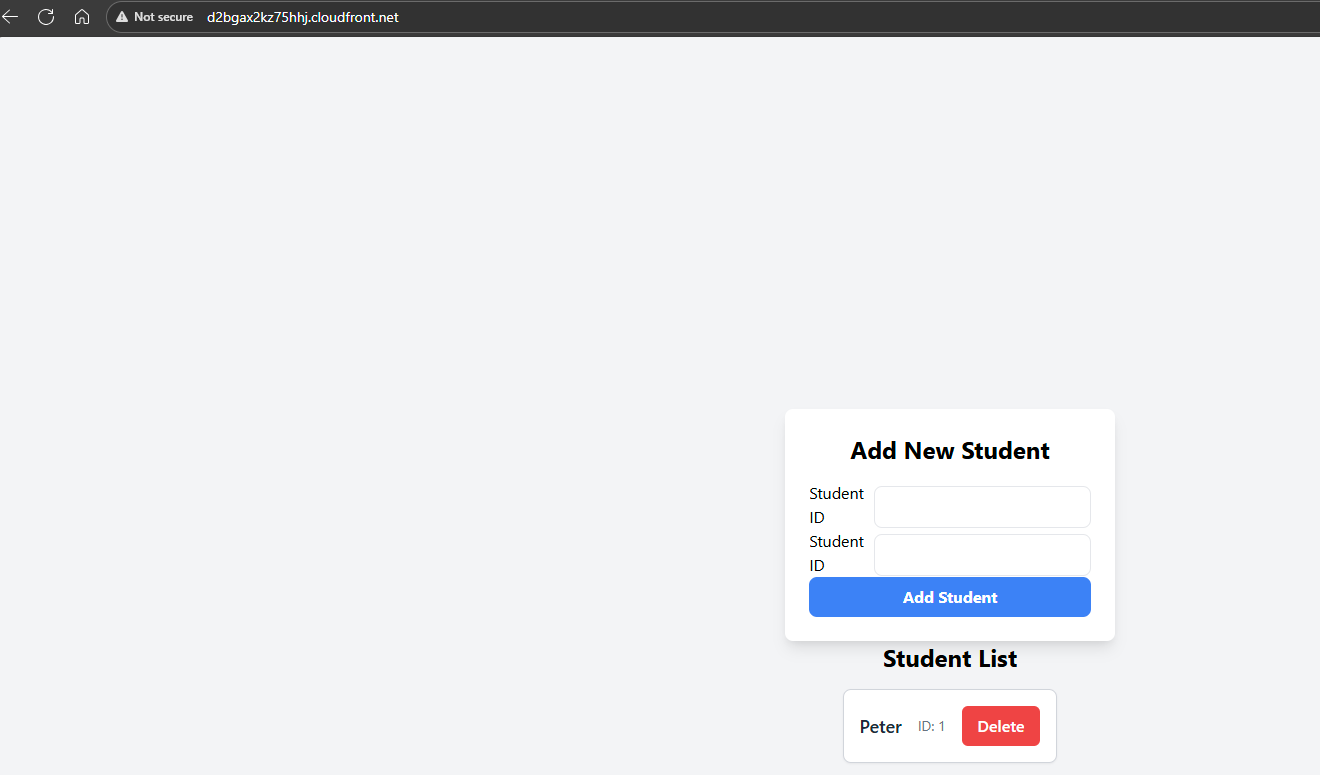 Not secure d2bgax2kz75hhj.cloudfront.net
Add New Student
Student
ID
Student
ID
Add Student
Student List
Peter ID: 1 Delete